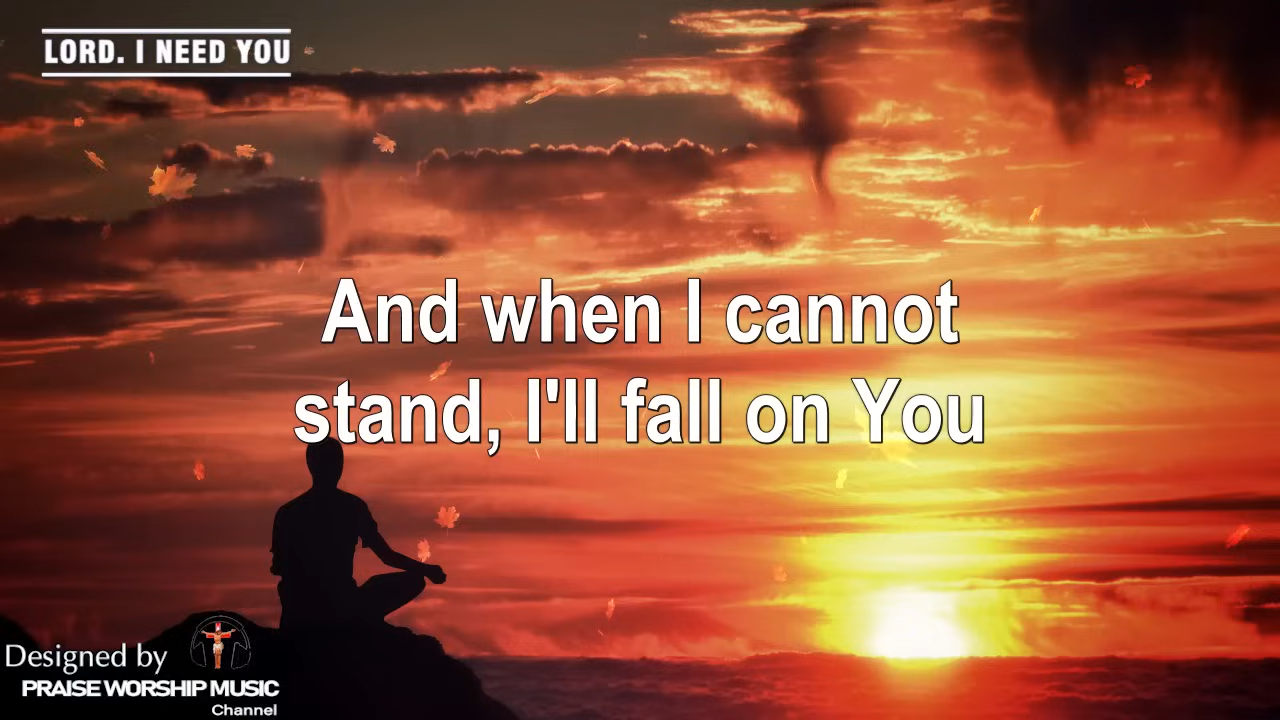 LORD. I NEED YOU
And when I cannot
stand, I'll fall on You
Designed by
PRAISE WORSHIP MUSIC
Channel